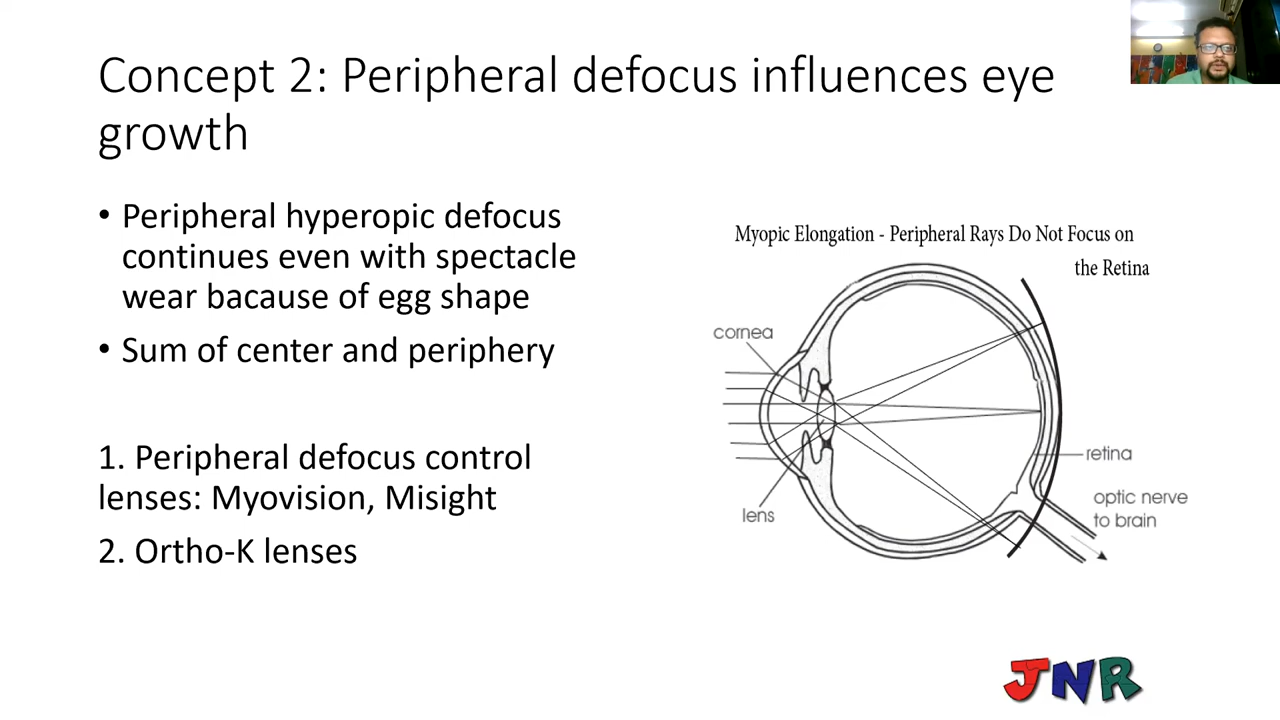 Concept 2: Peripheral defocus influences eye
growth
• Peripheral hyperopic defocus
continues even with spectacle
wear bacause of egg shape
• Sum of center and periphery
1. Peripheral defocus control
lenses: Myovision, Misight
2. Ortho-K lenses
Myopic Elongation - Peripheral Rays Do Not Focus on
the Retina
cornea
lens
retina
optic nerve
to brain
JNR